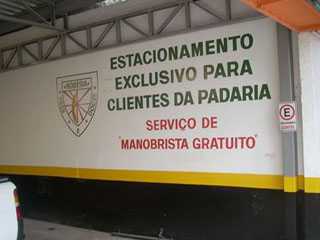 ESTACIONAMENTO
EXCLUSIVO PARA
CLIENTES DA PADARIA
SERVIÇO DE
"MANOBRISTA GRATUITO"
E